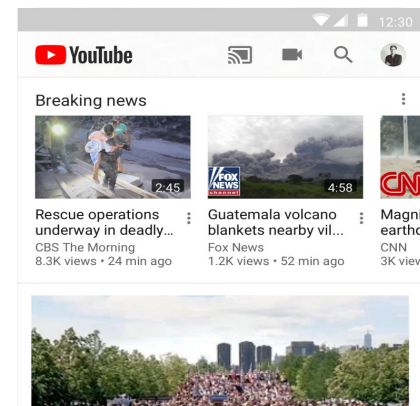 12:30
YouTube
Breaking news
2:45
FOX
NEWS
channel
4:58
CNN
Rescue operations
underway in deadly...
CBS The Morning
8.3K views • 24 min ago
Guatemala volcano
blankets nearby vil...
Fox News
1.2K views • 52 min ago
Magni
earthq
CNN
3K view